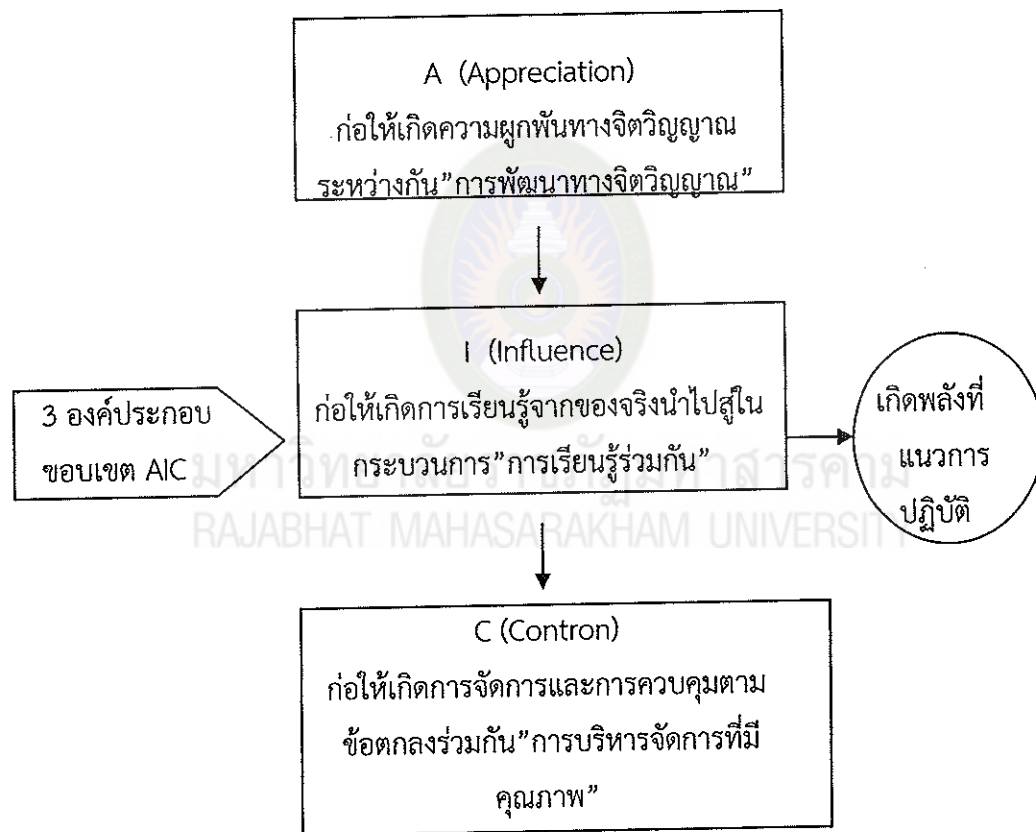 A (Appreciation)
ก่อให้เกิดความผูกพันทางจิตวิญญาณ
ระหว่างกัน”การพัฒนาทางจิตวิญญาณ”
I (Influence)
ก่อให้เกิดการเรียนรู้จากของจริงนำไปสู่ใน
กระบวนการ”การเรียนรู้ร่วมกัน”
3 องค์ประกอบ
ขอบเขต AIC
เกิดพลังที่
แนวการ
ปฏิบัติ
มหาวิทยาลัยราชภัฏมหาสารคาม
RAJABHAT MAHASARAKHAM UNIVERSITY
C (Contron)
ก่อให้เกิดการจัดการและการควบคุมตาม
ข้อตกลงร่วมกัน”การบริหารจัดการที่มี
คุณภาพ”